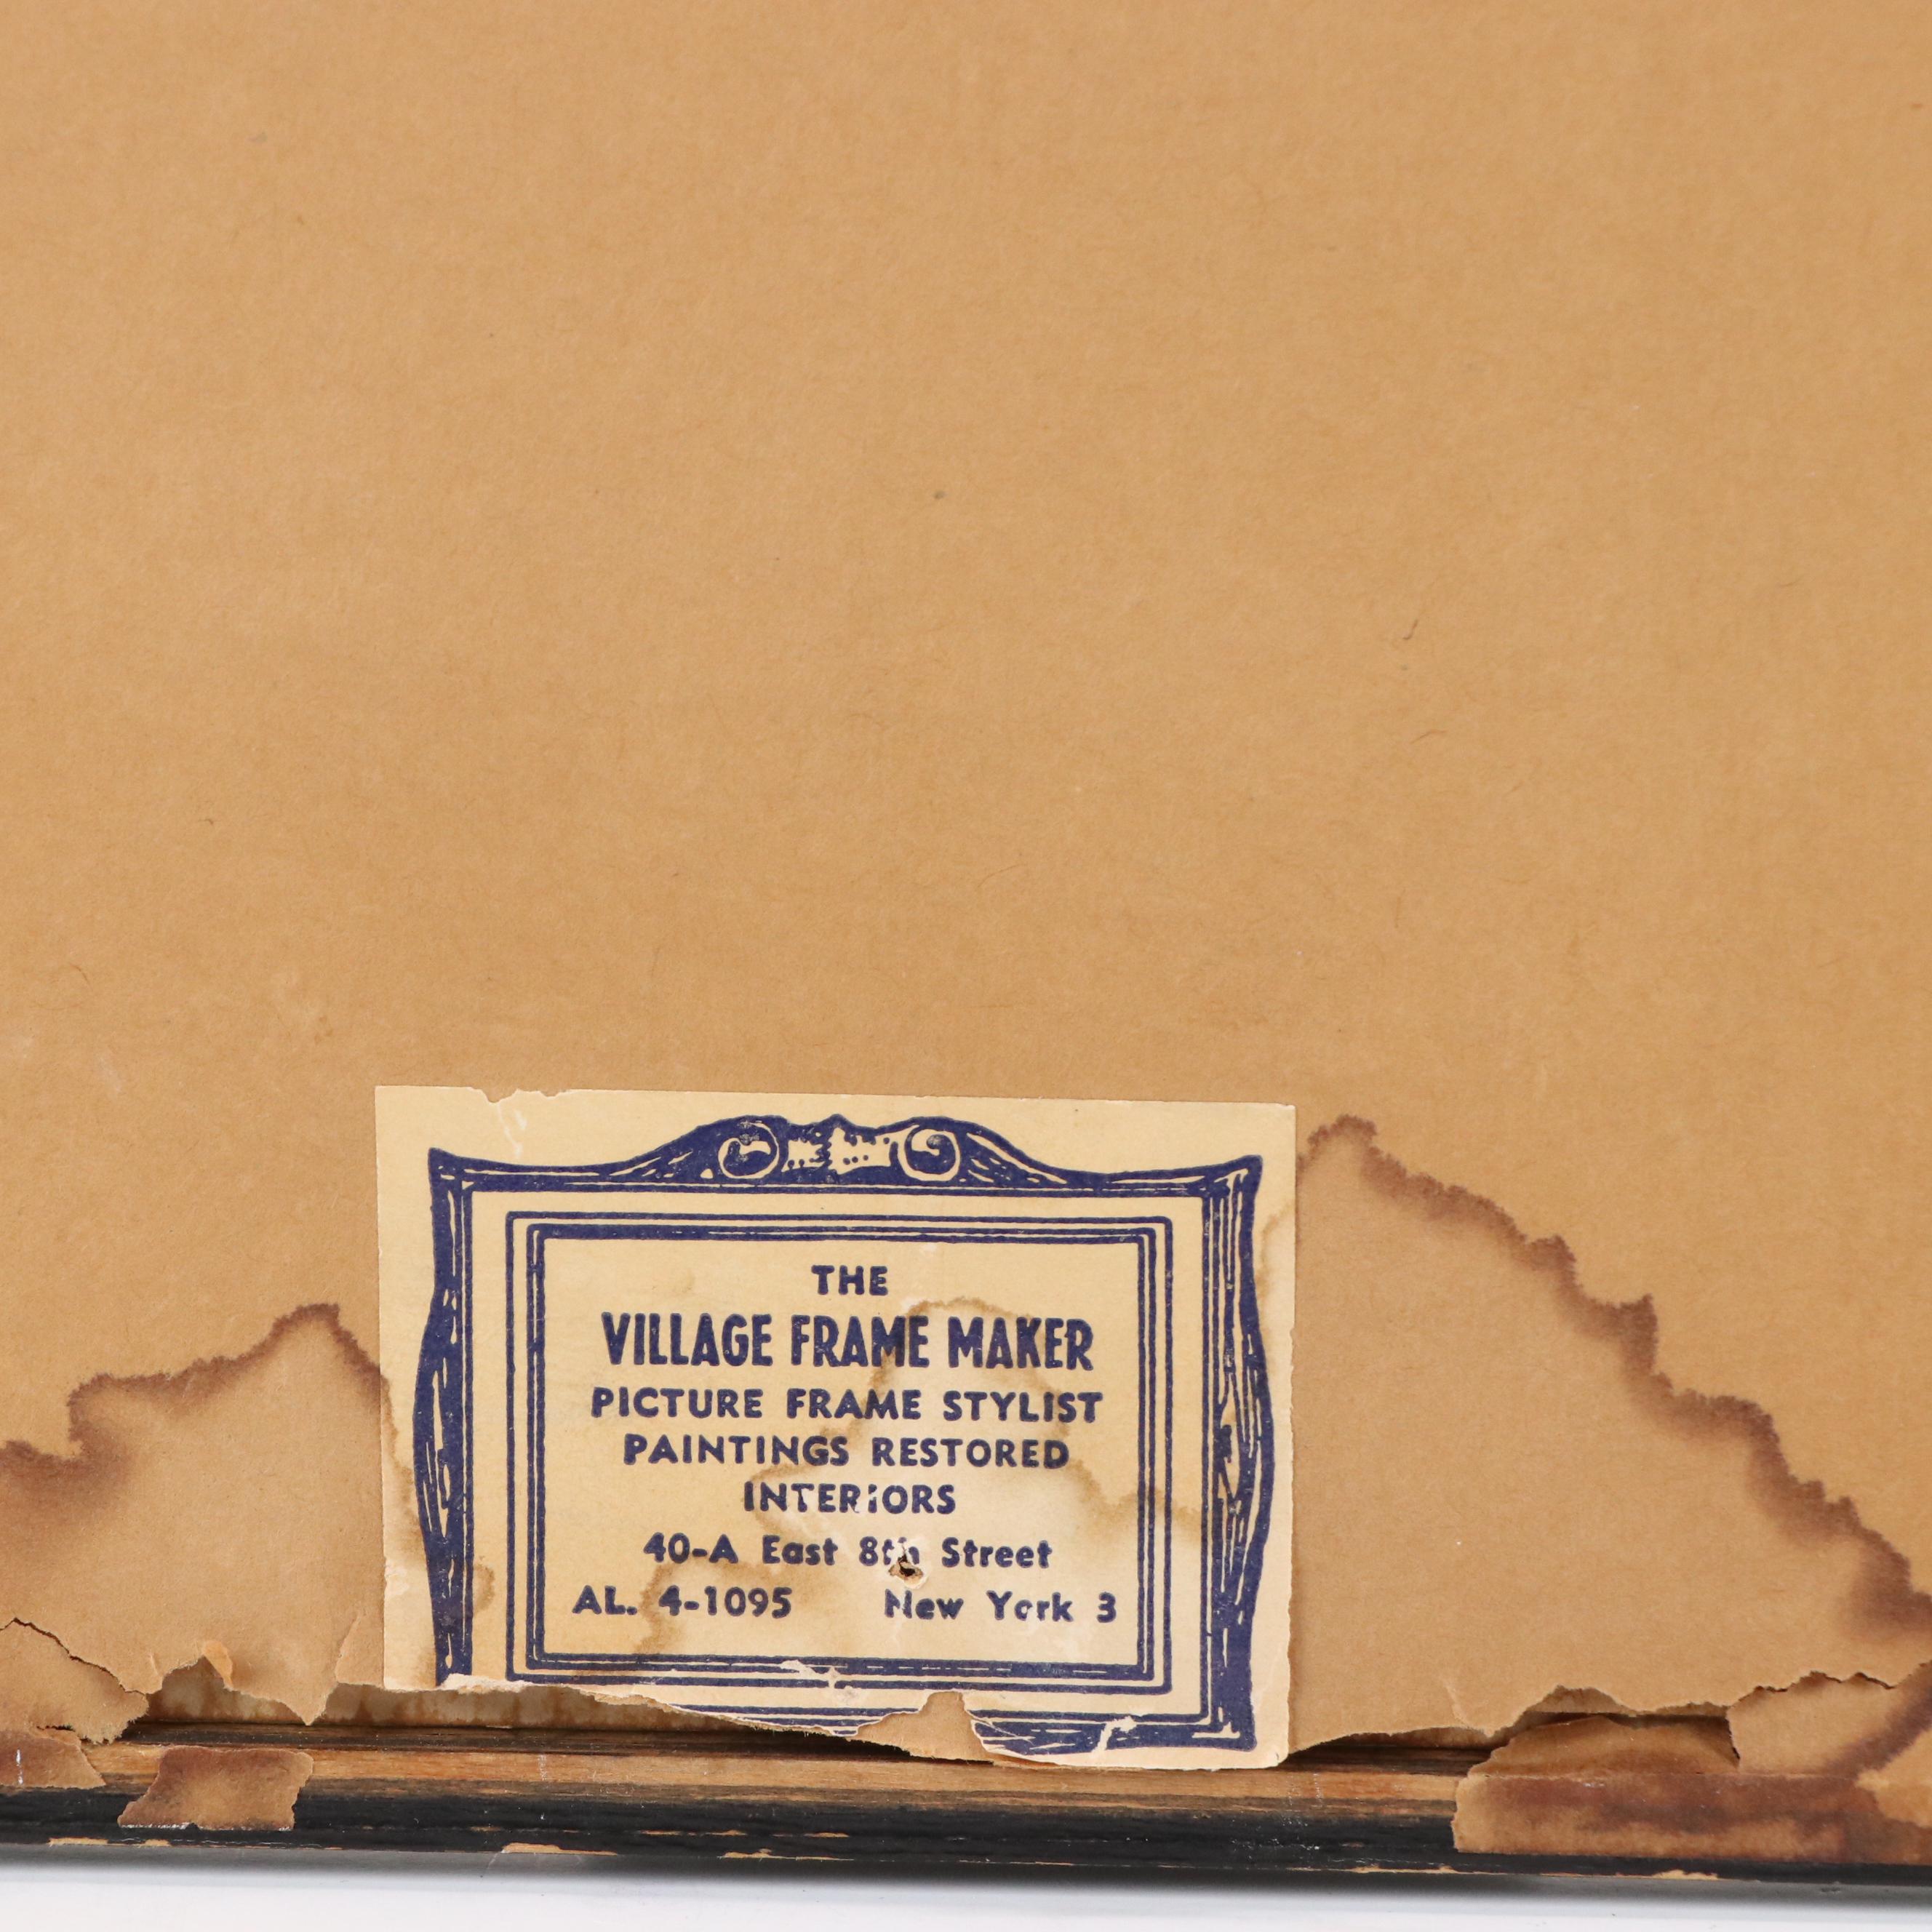 THE
VILLAGE FRAME MAKER
PICTURE FRAME STYLIST
PAINTINGS RESTORED
INTERIORS
40-A East 8th Street
AL. 4-1095 New York 3